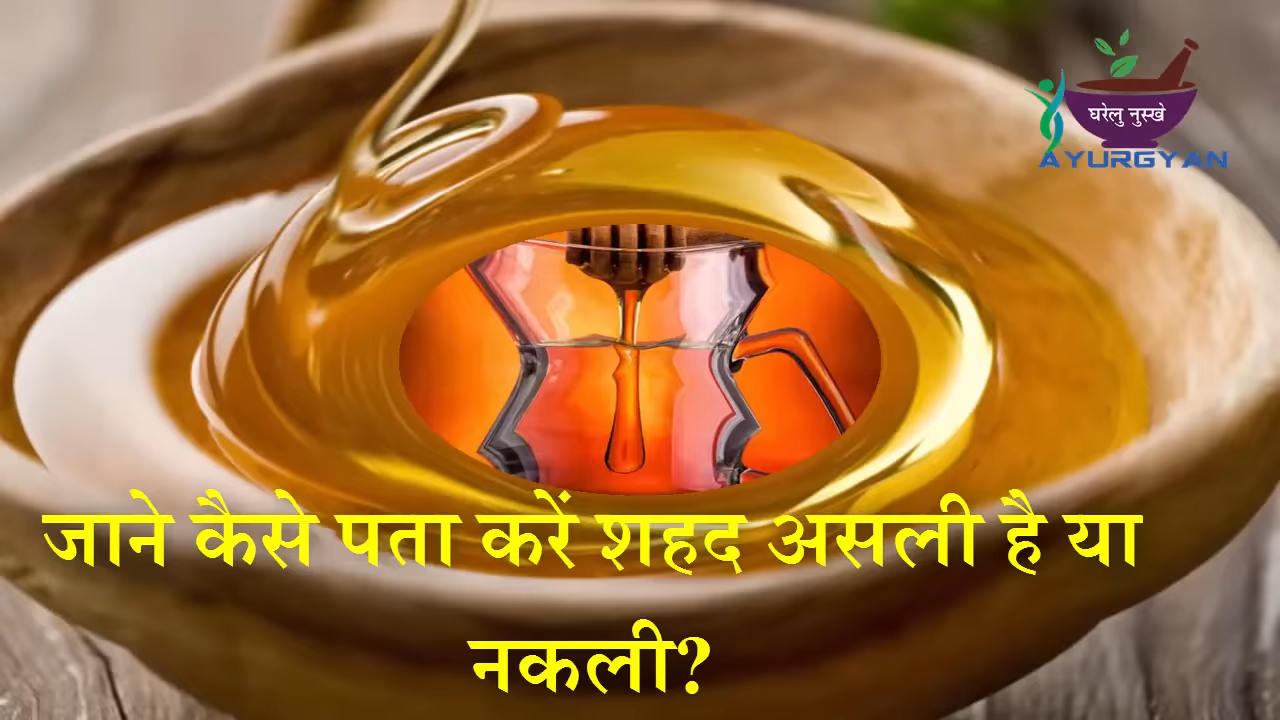 घरेलु नुस्खे
AYURGYAN
जाने कैसे पता करें शहद असली है या
नकली?